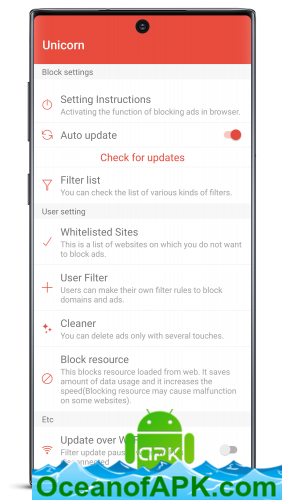 Unicorn
Block settings
Setting Instructions
Activating the function of blocking ads in browser.
Auto update
Check for updates
Filter list
You can check the list of various kinds of filters.
User setting
Whitelisted Sites
This is a list of websites on which you do not want
to block ads.
User Filter
Users can make their own filter rules to block
domains and ads.
Cleaner
You can delete ads only with several touches.
Block resource
This blocks resource loaded from web. It saves
amount of data usage and it increases the
speed(Blocking resource may cause malfunction
on some websites).
Etc
Update over
Filter update
APK
OceanofAPK.com